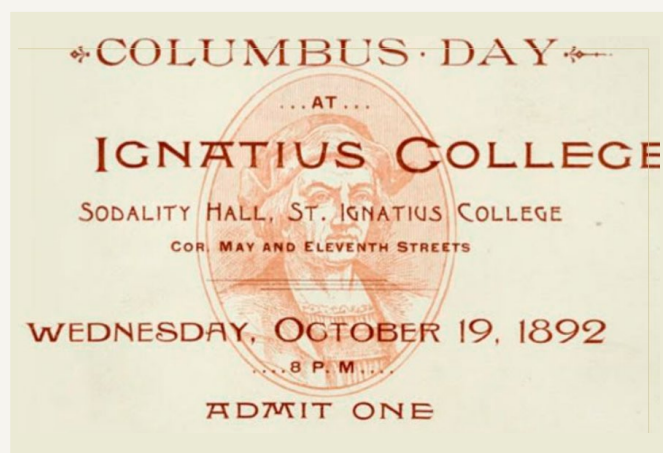 COLUMBUS · DAY
...AT...
IGNATIUS COLLEGE
SODALITY HALL, ST. IGNATIUS COLLEGE
COR. MAY AND ELEVENTH STREETS
WEDNESDAY, OCTOBER 19, 1892
....8 P. M....
ADMIT ONE